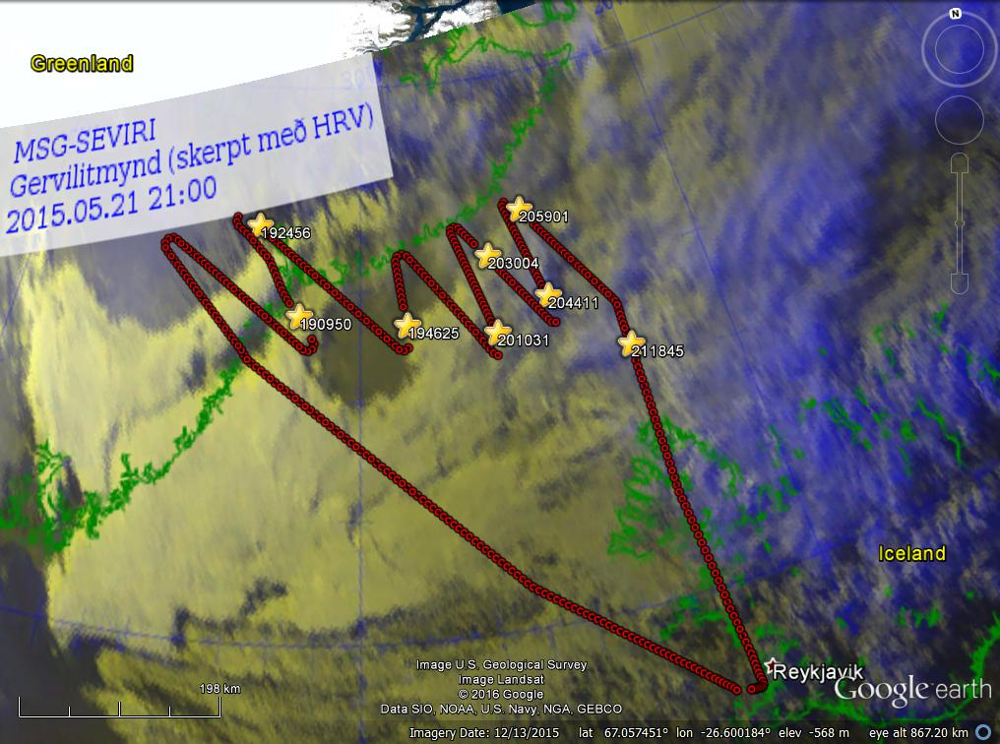 Greenland
N
MSG-SEVIRI
Gervilitmynd (skerpt með HRV)
2015.05.21 21:00
192456
205901
203004
204411
190950
194625
201031
211845
Iceland
Reykjavik
Image U.S. Geological Survey
Image Landsat
© 2016 Google
Data SIO, NOAA, U.S. Navy, NGA, GEBCO
Google earth
198 km
Imagery Date: 12/13/2015 lat 67.057451° lon -26.600184° elev -568 m eye alt 867.20 km